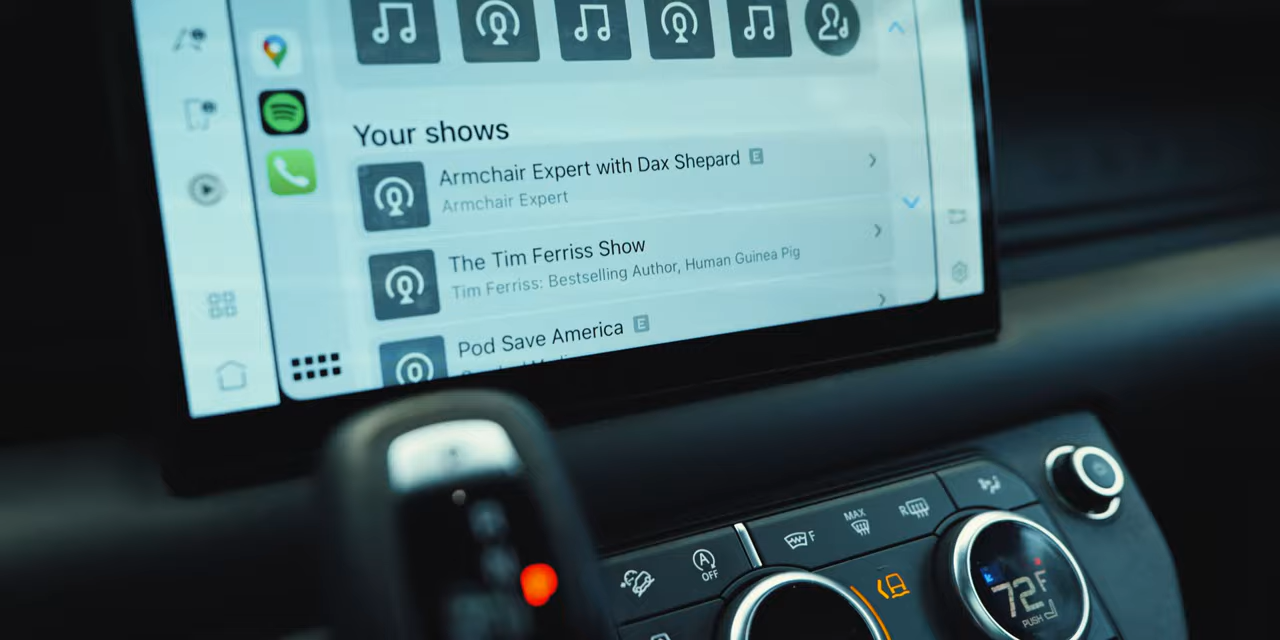 Your shows
Armchair Expert with Dax Shepard E
Armchair Expert
The Tim Ferriss Show
Tim Ferriss: Bestselling Author, Human Guinea Pig
Pod Save America E
F
MAX
R
A
OFF
72°F
PUSH